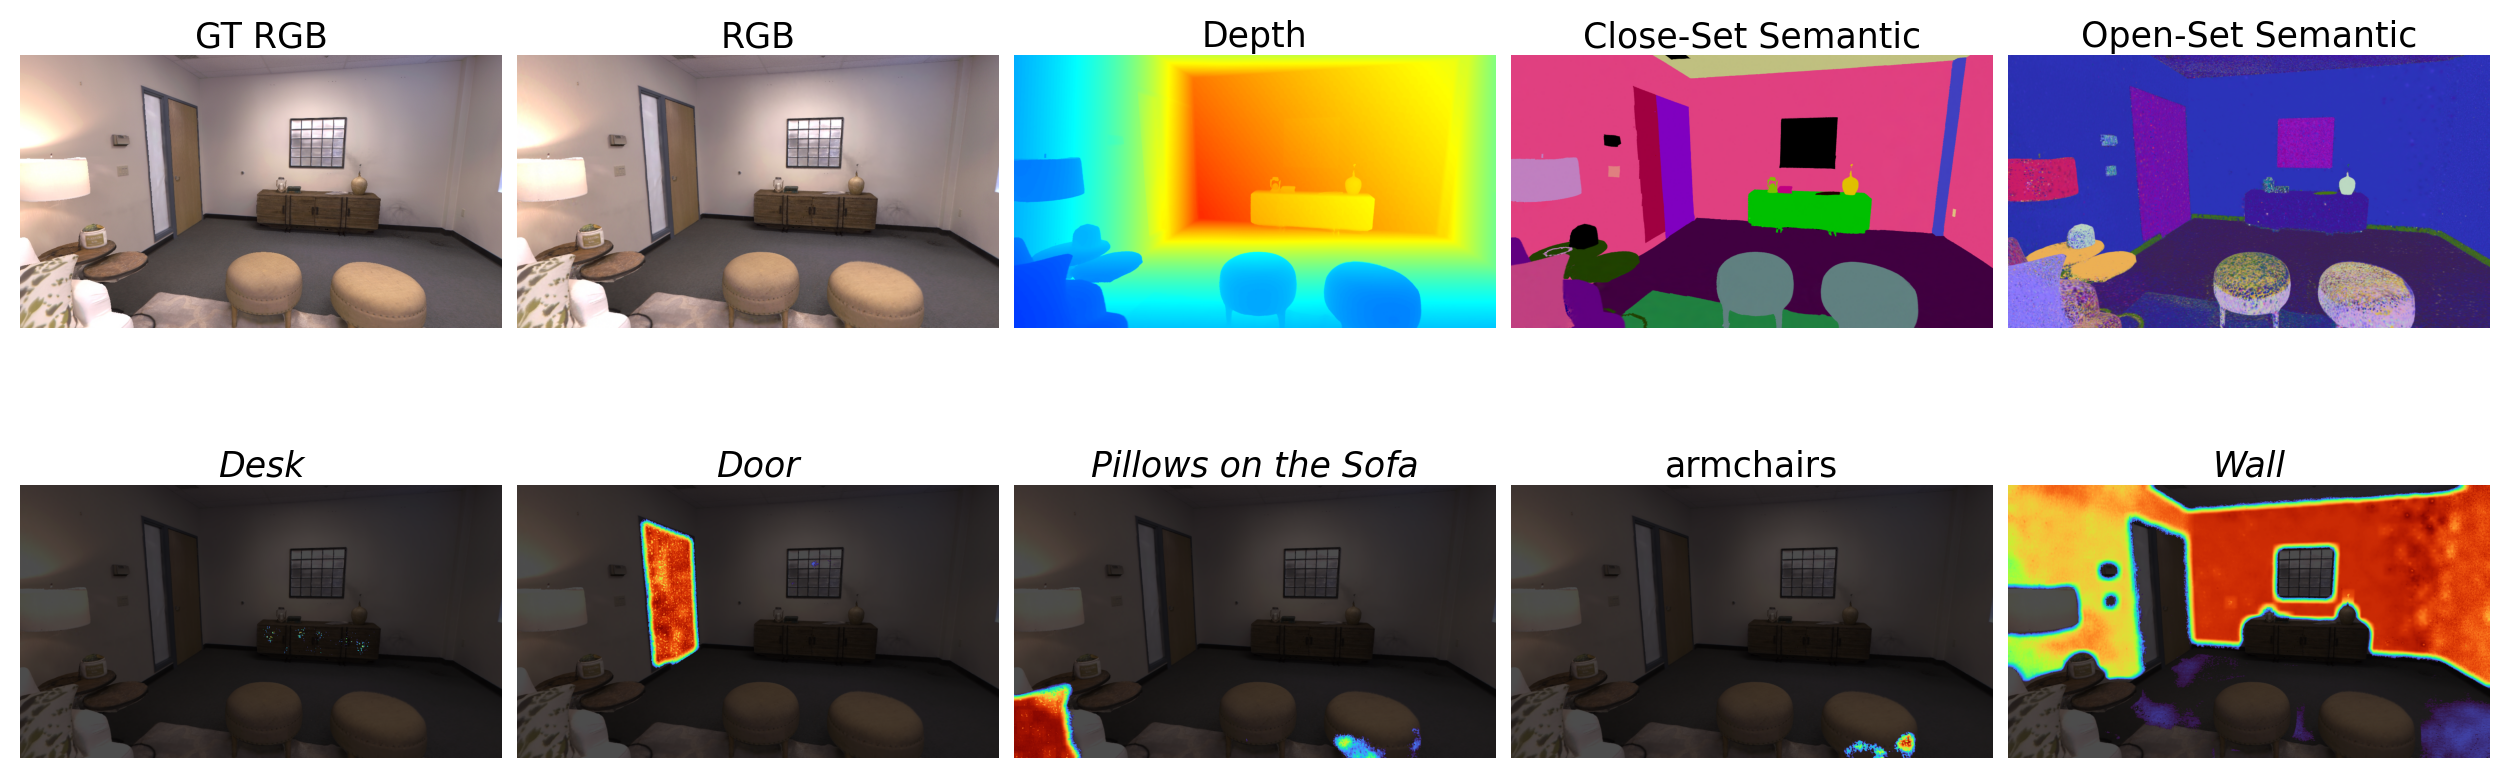 GT RGB
RGB
Depth
Close-Set Semantic
Open-Set Semantic
Desk
Door
Pillows on the Sofa
armchairs
Wall